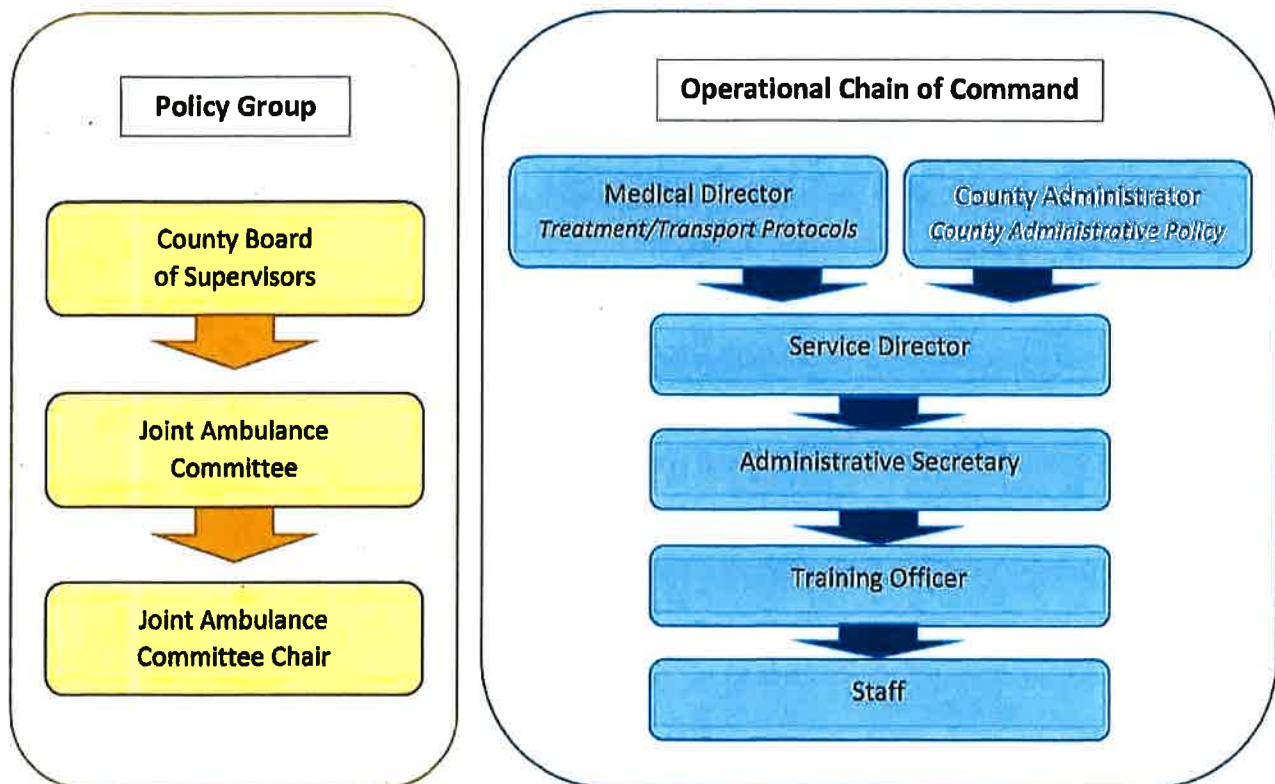 Policy Group
County Board
of Supervisors
Joint Ambulance
Committee
Joint Ambulance
Committee Chair
Operational Chain of Command
Medical Director
Treatment/Transport Protocols
County Administrator
County Administrative Policy
Service Director
Administrative Secretary
Training Officer
Staff